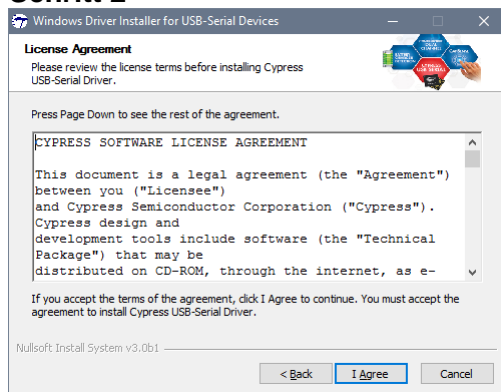 Schritt 2
Windows Driver Installer for USB-Serial Devices
License Agreement
Please review the license terms before installing Cypress
USB-Serial Driver.
Press Page Down to see the rest of the agreement.
CYPRESS SOFTWARE LICENSE AGREEMENT
This document is a legal agreement (the "Agreement")
between you ("Licensee")
and Cypress Semiconductor Corporation ("Cypress").
Cypress design and
development tools include software (the "Technical
Package") that may be
distributed on CD-ROM, through the internet, as e-
If you accept the terms of the agreement, click I Agree to continue. You must accept the
agreement to install Cypress USB-Serial Driver.
Nullsoft Install System v3.0b1
< Back
I Agree
Cancel